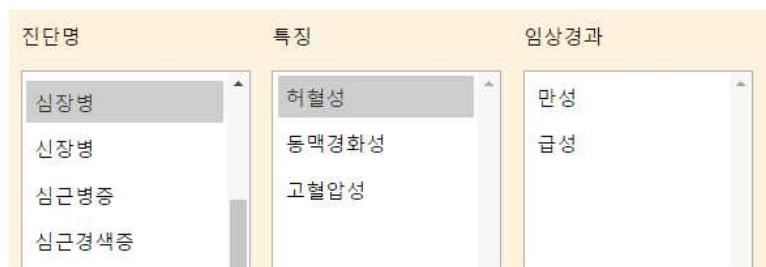 진단명
심장병
신장병
심근병증
심근경색증
특징
허혈성
동맥경화성
고혈압성
임상경과
만성
급성